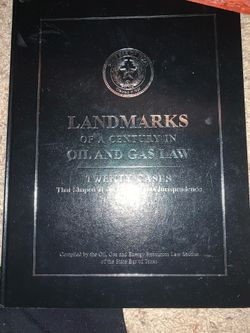 LANDMARKS
OF A CENTURY IN
OIL AND GAS LAW
TWENTY CASES
That Shaped Jurisprudence
Compiled by the Oil, Gas and Energy Resources Law Section
of the State Bar of Texas